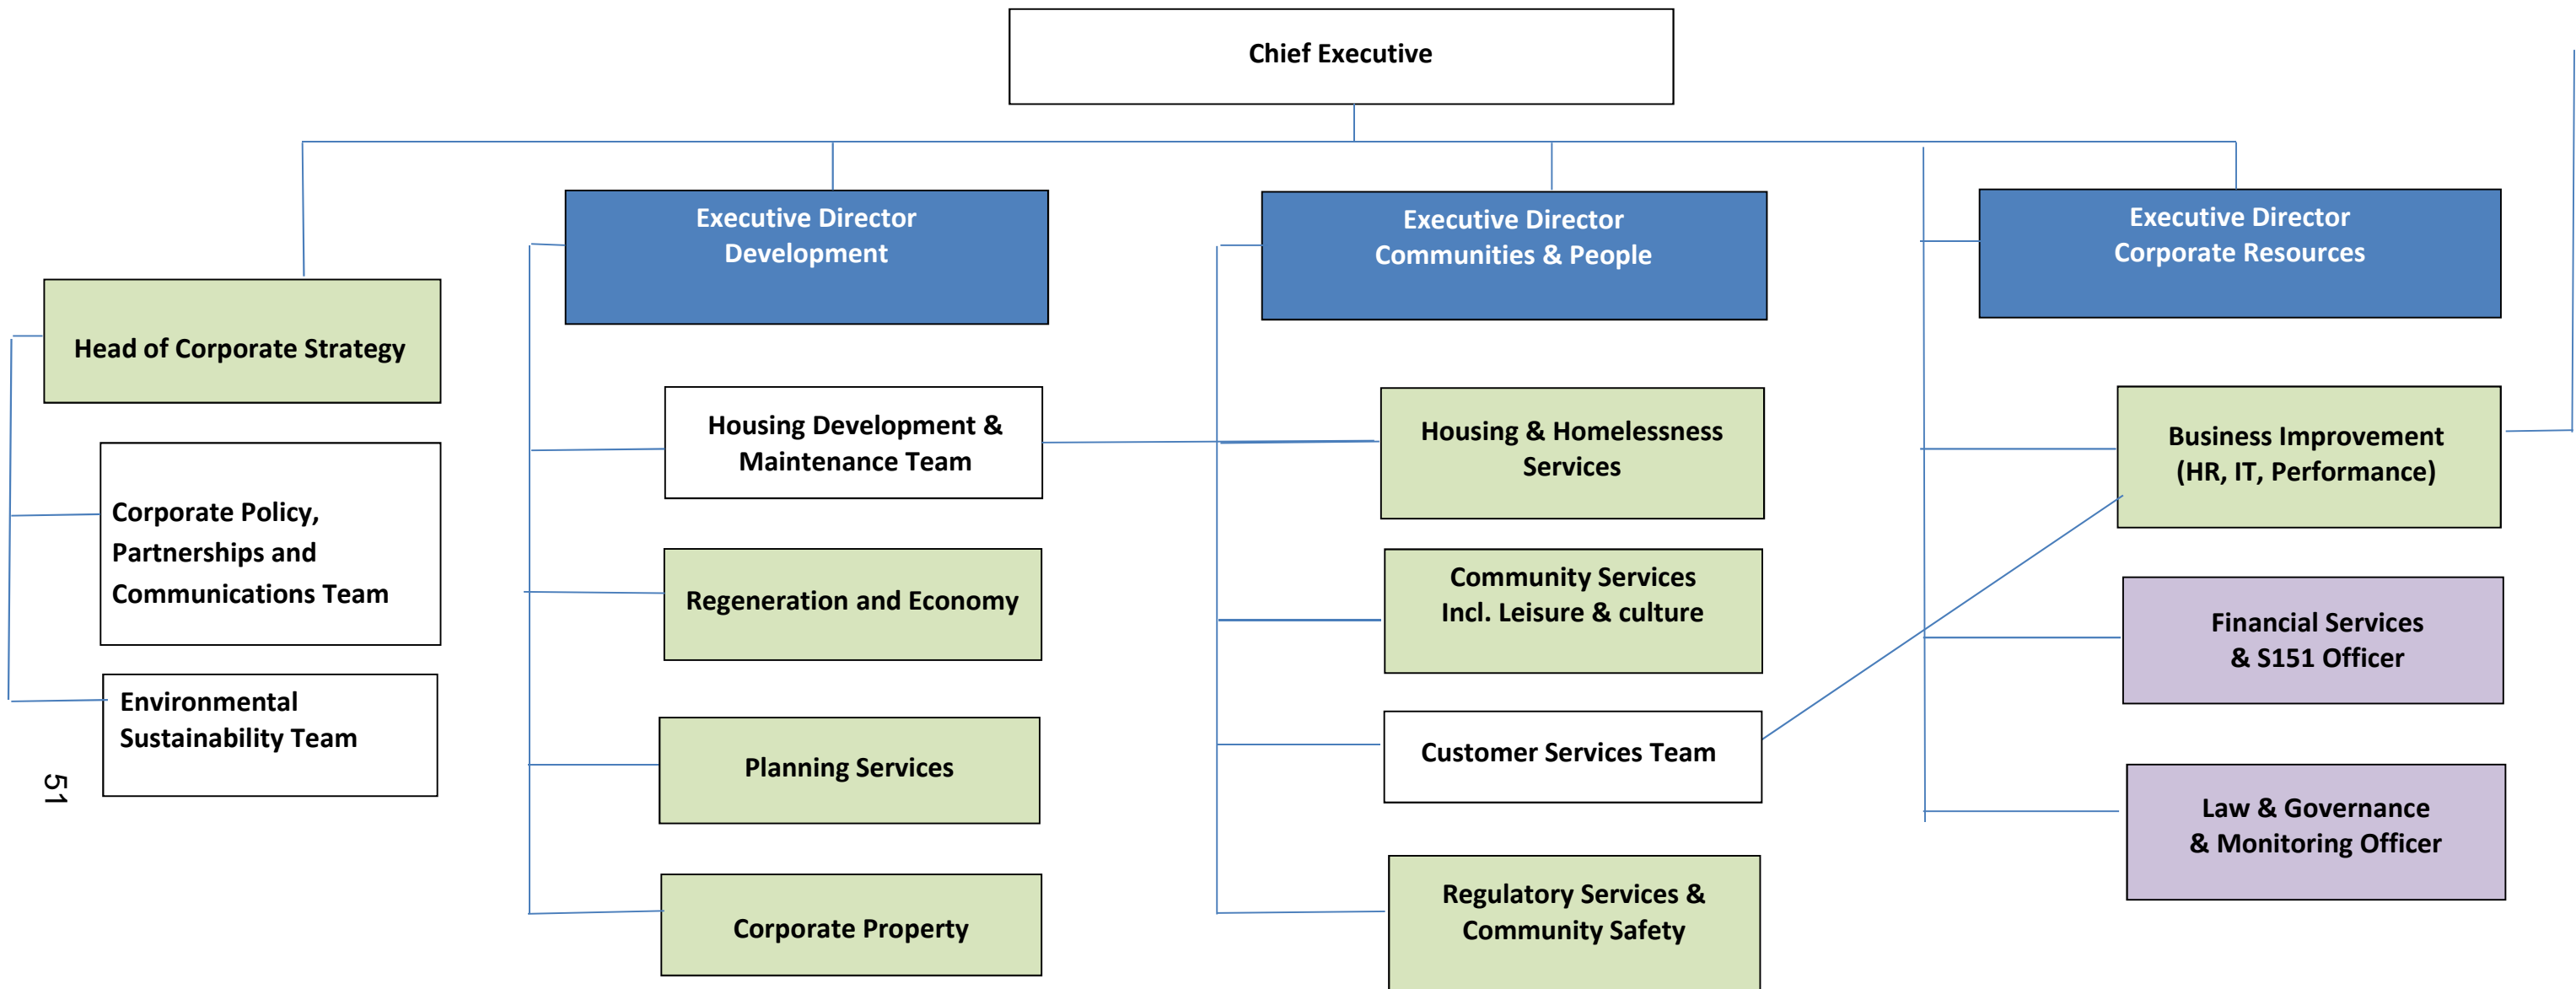 Chief Executive
Executive Director
Development
Executive Director
Communities & People
Executive Director
Corporate Resources
Head of Corporate Strategy
Housing Development &
Maintenance Team
Housing & Homelessness
Services
Business Improvement
(HR, IT, Performance)
Corporate Policy,
Partnerships and
Communications Team
Regeneration and Economy
Community Services
Incl. Leisure & culture
Financial Services
& S151 Officer
Environmental
Sustainability Team
Planning Services
Customer Services Team
Law & Governance
& Monitoring Officer
Corporate Property
Regulatory Services &
Community Safety
51